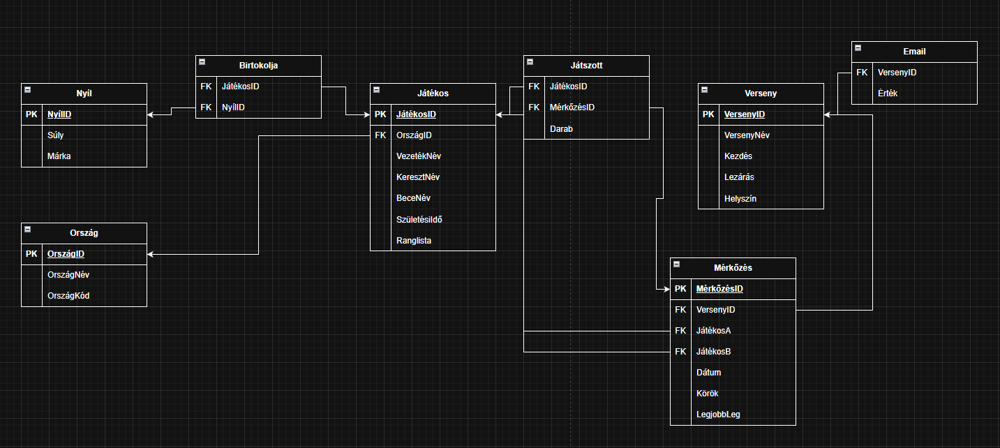 Nyíl
PK NyílID
Súly
Márka
Birtokolja
FK JátékosID
FK NyílID
Ország
PK OrszágID
OrszágNév
OrszágKód
Játékos
PK JátékosID
FK OrszágID
VezetékNév
KeresztNév
BeceNév
SzületésiIdő
Ranglista
Játszott
FK JátékosID
FK MérkőzésID
Darab
Verseny
PK VersenyID
VersenyNév
Kezdés
Lezárás
Helyszín
Email
FK VersenyID
Érték
Mérkőzés
PK MérkőzésID
FK VersenyID
FK JátékosA
FK JátékosB
Dátum
Körök
LegjobbLeg